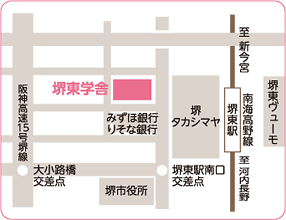 至 新今宮
阪神高速15号堺線
堺東学舎
みずほ銀行
りそな銀行
堺
タカシマヤ
堺東駅
南海高野線
堺東ヴューモ
至 河内長野
大小路橋
交差点
堺東駅南口
交差点
堺市役所